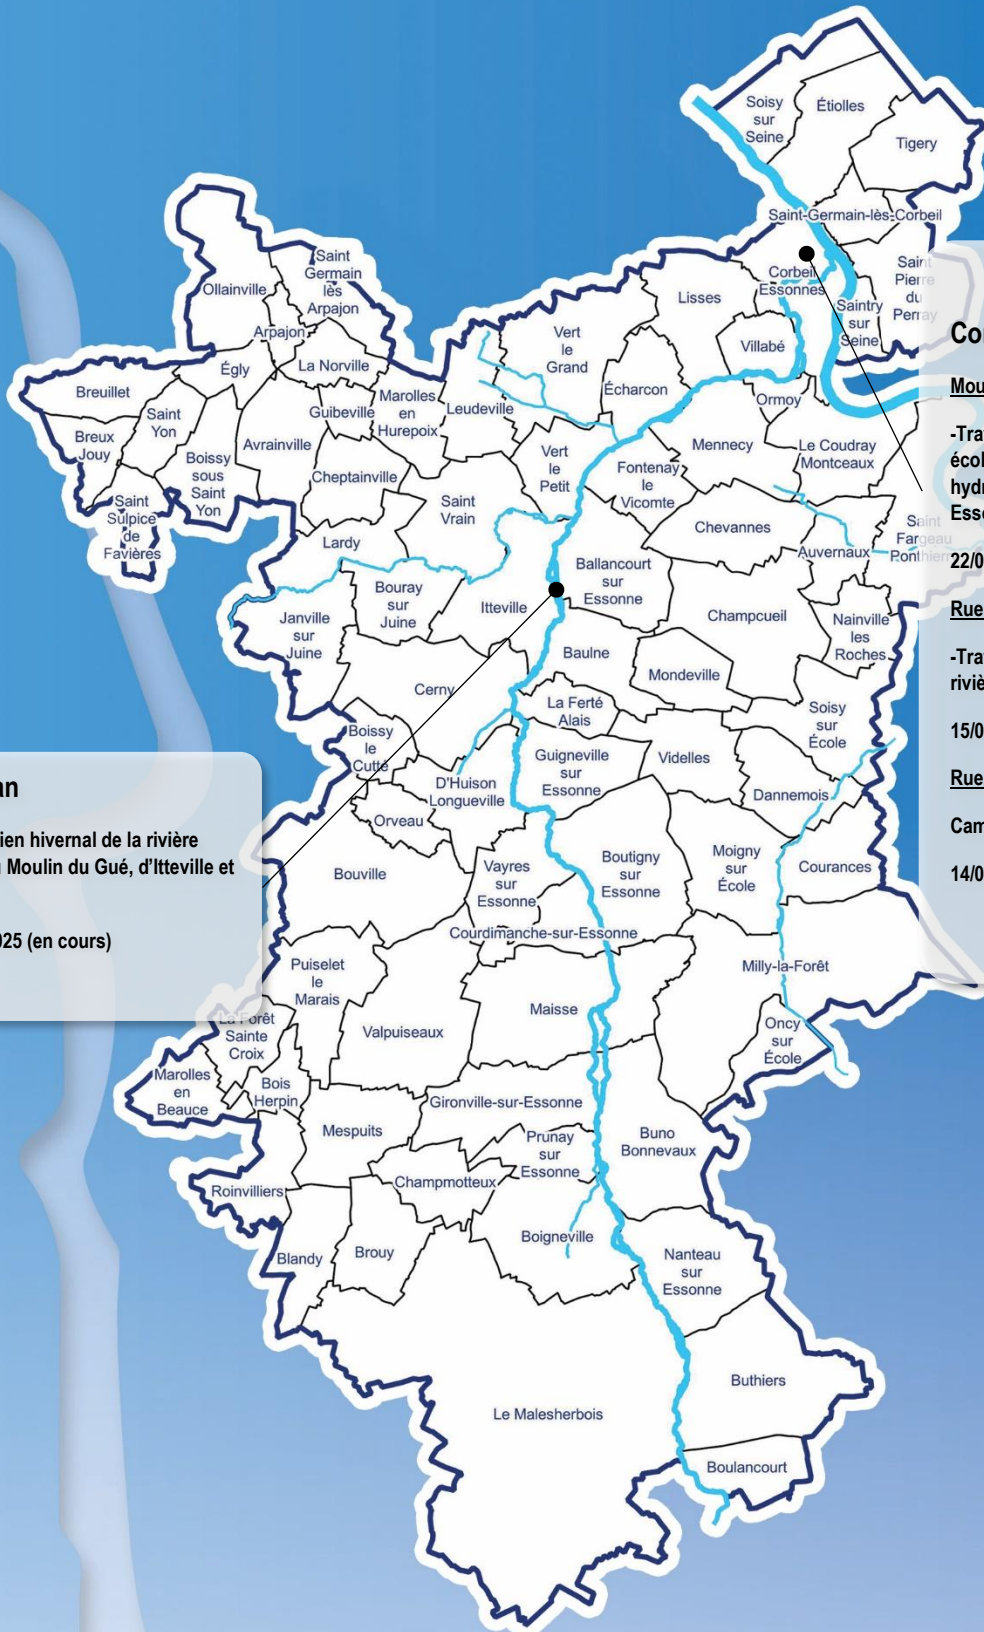 Soisy
sur
Seine
Étiolles
Tigery
Saint-Germain-lès-Corbeil
Saint
Pierre
du
Perray
Corbeil
Essonnes
Saintry
sur
Seine
Lisses
Villabé
Ormoy
Saint
Germain
lès
Arpajon
Ollainville
Arpajon
La Norville
Égly
Breuillet
Breux
Jouy
Saint
Yon
Boissy
sous
Saint
Yon
Saint
Sulpice
de
Favières
Avrainville
Guibeville
Cheptainville
Marolles
en
Hurepoix
Leudeville
Vert
le
Grand
Écharcon
Vert
le
Petit
Fontenay
le
Vicomte
Mennecy
Le Coudray
Montceaux
Chevannes
Auvernaux
Saint
Fargeau
Ponthierry
Saint
Vrain
Lardy
Bouray
sur
Juine
Janville
sur
Juine
Itteville
Ballancourt
sur
Essonne
Champcueil
Nainville
les
Roches
Baulne
Mondeville
Cerny
La Ferté
Alais
Soisy
sur
École
Boissy
le
Cutté
D'Huison
Longueville
Guigneville
sur
Essonne
Videlles
Dannemois
Orveau
Bouville
Vayres
sur
Essonne
Boutigny
sur
Essonne
Moigny
sur
École
Courances
Courdimanche-sur-Essonne
Milly-la-Forêt
Puiselet
le
Marais
Valpuiseaux
Maisse
Oncy
sur
École
La Forêt
Sainte
Croix
Marolles
en
Beauce
Bois
Herpin
Mespuits
Gironville-sur-Essonne
Prunay
sur
Essonne
Buno
Bonnevaux
Roinvilliers
Champmotteux
Boigneville
Blandy
Brouy
Nanteau
sur
Essonne
Buthiers
Le Malesherbois
Boulancourt
an
ien hivernal de la rivière
Moulin du Gué, d'Itteville et
025 (en cours)
Mou
-Tra
écol
hydr
Esso
22/0
Rue
-Tra
rivi
15/0
Rue
Cam
14/0